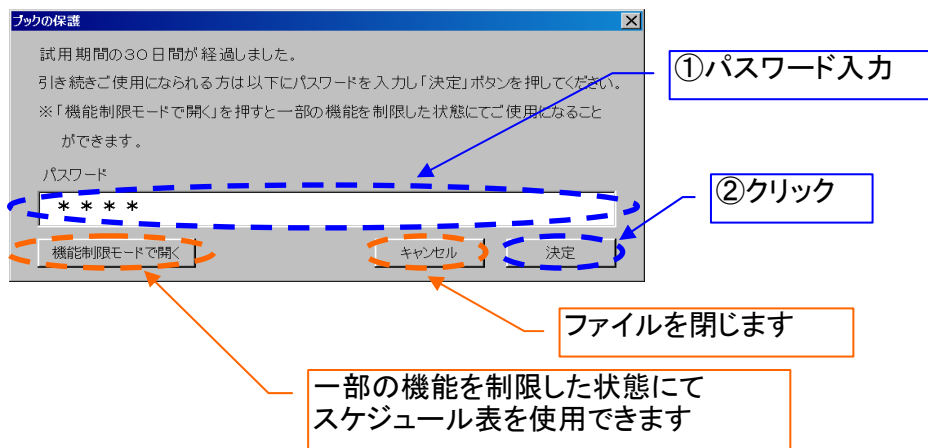 ブックの保護
試用期間の30日間が経過しました。
引き続きご使用になられる方は以下にパスワードを入力し「決定」ボタンを押してください。
※「機能制限モードで開く」を押すと一部の機能を制限した状態にてご使用になること
ができます。
パスワード
＊＊＊＊
機能制限モードで開く
キャンセル
決定
①パスワード入力
②クリック
ファイルを閉じます
一部の機能を制限した状態にて
スケジュール表を使用できます